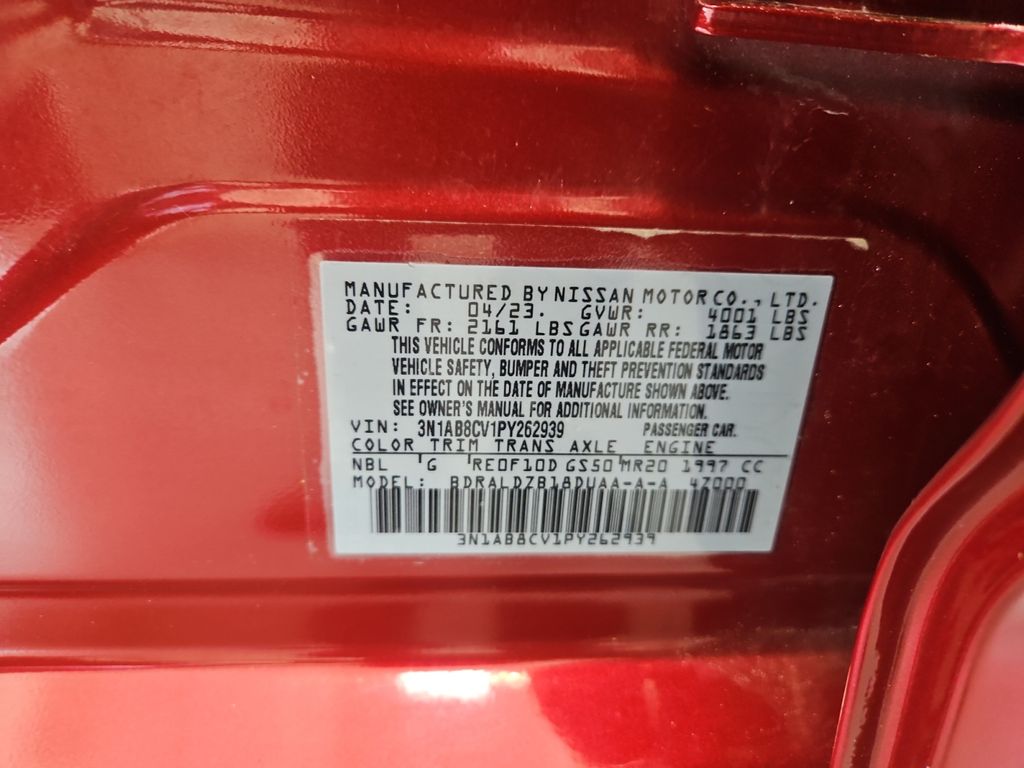 MANUFACTURED BY NISSAN MOTOR CO., LTD.
DATE: 04/23. GVWR: 4001 LBS
GAWR FR: 2161 LBS GAWR RR: 1863 LBS
THIS VEHICLE CONFORMS TO ALL APPLICABLE FEDERAL MOTOR
VEHICLE SAFETY, BUMPER AND THEFT PREVENTION STANDARDS
IN EFFECT ON THE DATE OF MANUFACTURE SHOWN ABOVE.
SEE OWNER'S MANUAL FOR ADDITIONAL INFORMATION.
VIN: 3N1AB8CV1PY262939 PASSENGER CAR.
COLOR TRIM TRANS AXLE ENGINE
NBL G RE0F10D GS50 MR20 1997 CC
MODEL: BDRALDZB18DUAA-A-A 47000
3N1AB8CV1PY262939